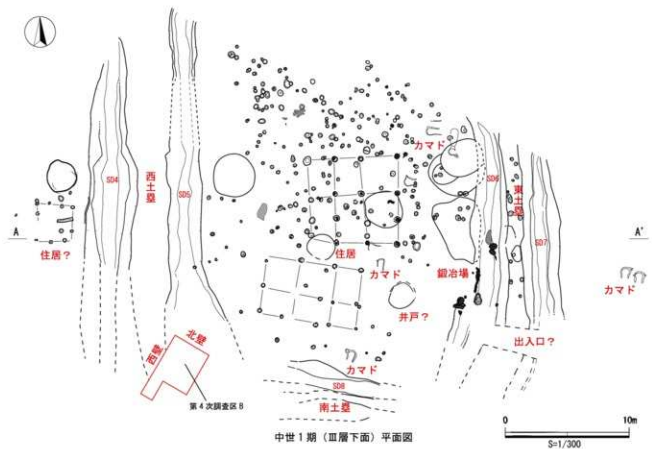 カマド
SD4
西土塁
SD5
SD6
東土塁
SD7
A
A'
住居？
住居
カマド
鍛冶場
カマド
井戸？
北壁
西壁
出入口？
カマド
SD8
南土塁
第4次調査区B
中世1期（Ⅲ層下面）平面図
0
10m
S=1/300